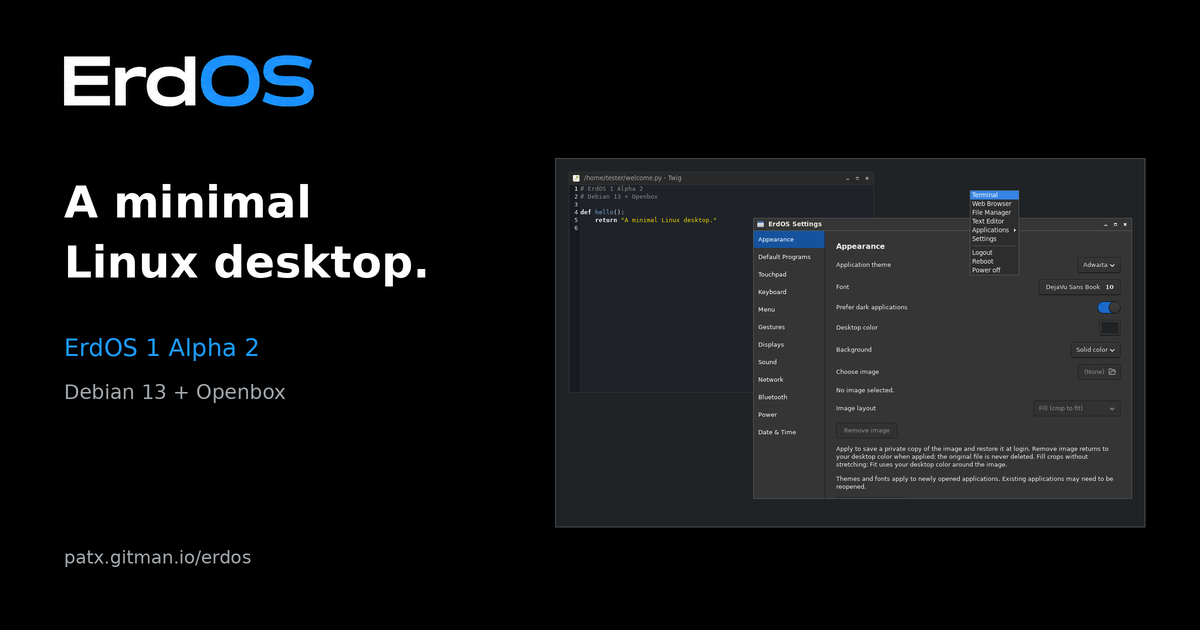 ErdOS
A minimal
Linux desktop.
ErdOS 1 Alpha 2
Debian 13 + Openbox
patx.gitman.io/erdos
/home/tester/welcome.py - Twig
1 # ErdOS 1 Alpha 2
2 # Debian 13 + Openbox
3
4 def hello():
5     return "A minimal Linux desktop."
6
Terminal
Web Browser
File Manager
Text Editor
Applications
Settings
Logout
Reboot
Power off
ErdOS Settings
Appearance
Default Programs
Touchpad
Keyboard
Menu
Gestures
Displays
Sound
Network
Bluetooth
Power
Date & Time
Appearance
Application theme Adwaita
Font DejaVu Sans Book 10
Prefer dark applications
Desktop color
Background Solid color
Choose image (None)
No image selected.
Image layout Fill (crop to fit)
Remove image
Apply to save a private copy of the image and restore it at login. Remove image returns to
your desktop color when applied; the original file is never deleted. Fill crops without
stretching; Fit uses your desktop color around the image.
Themes and fonts apply to newly opened applications. Existing applications may need to be
reopened.